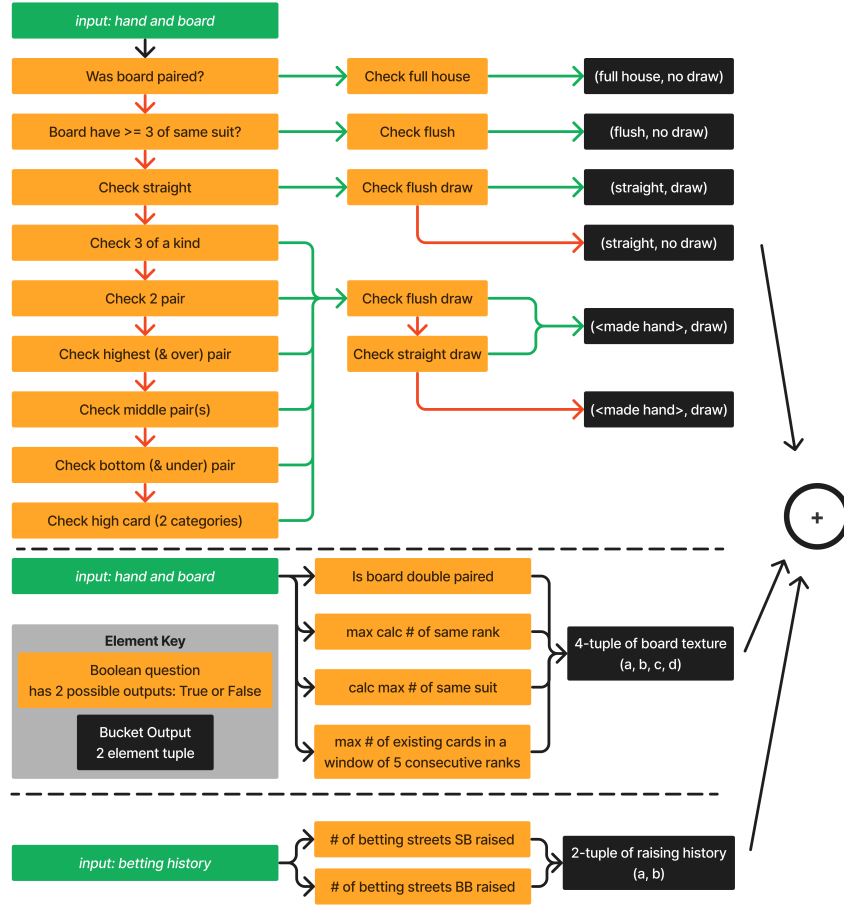 input: hand and board
Was board paired?
Check full house
(full house, no draw)
Board have >= 3 of same suit?
Check flush
(flush, no draw)
Check straight
Check flush draw
(straight, draw)
Check 3 of a kind
(straight, no draw)
Check 2 pair
Check flush draw
(<made hand>, draw)
Check highest (& over) pair
Check straight draw
Check middle pair(s)
(<made hand>, draw)
Check bottom (& under) pair
Check high card (2 categories)
+
input: hand and board
Is board double paired
max calc # of same rank
calc max # of same suit
max # of existing cards in a
window of 5 consecutive ranks
4-tuple of board texture
(a, b, c, d)
Element Key
Boolean question
has 2 possible outputs: True or False
Bucket Output
2 element tuple
input: betting history
# of betting streets SB raised
# of betting streets BB raised
2-tuple of raising history
(a, b)